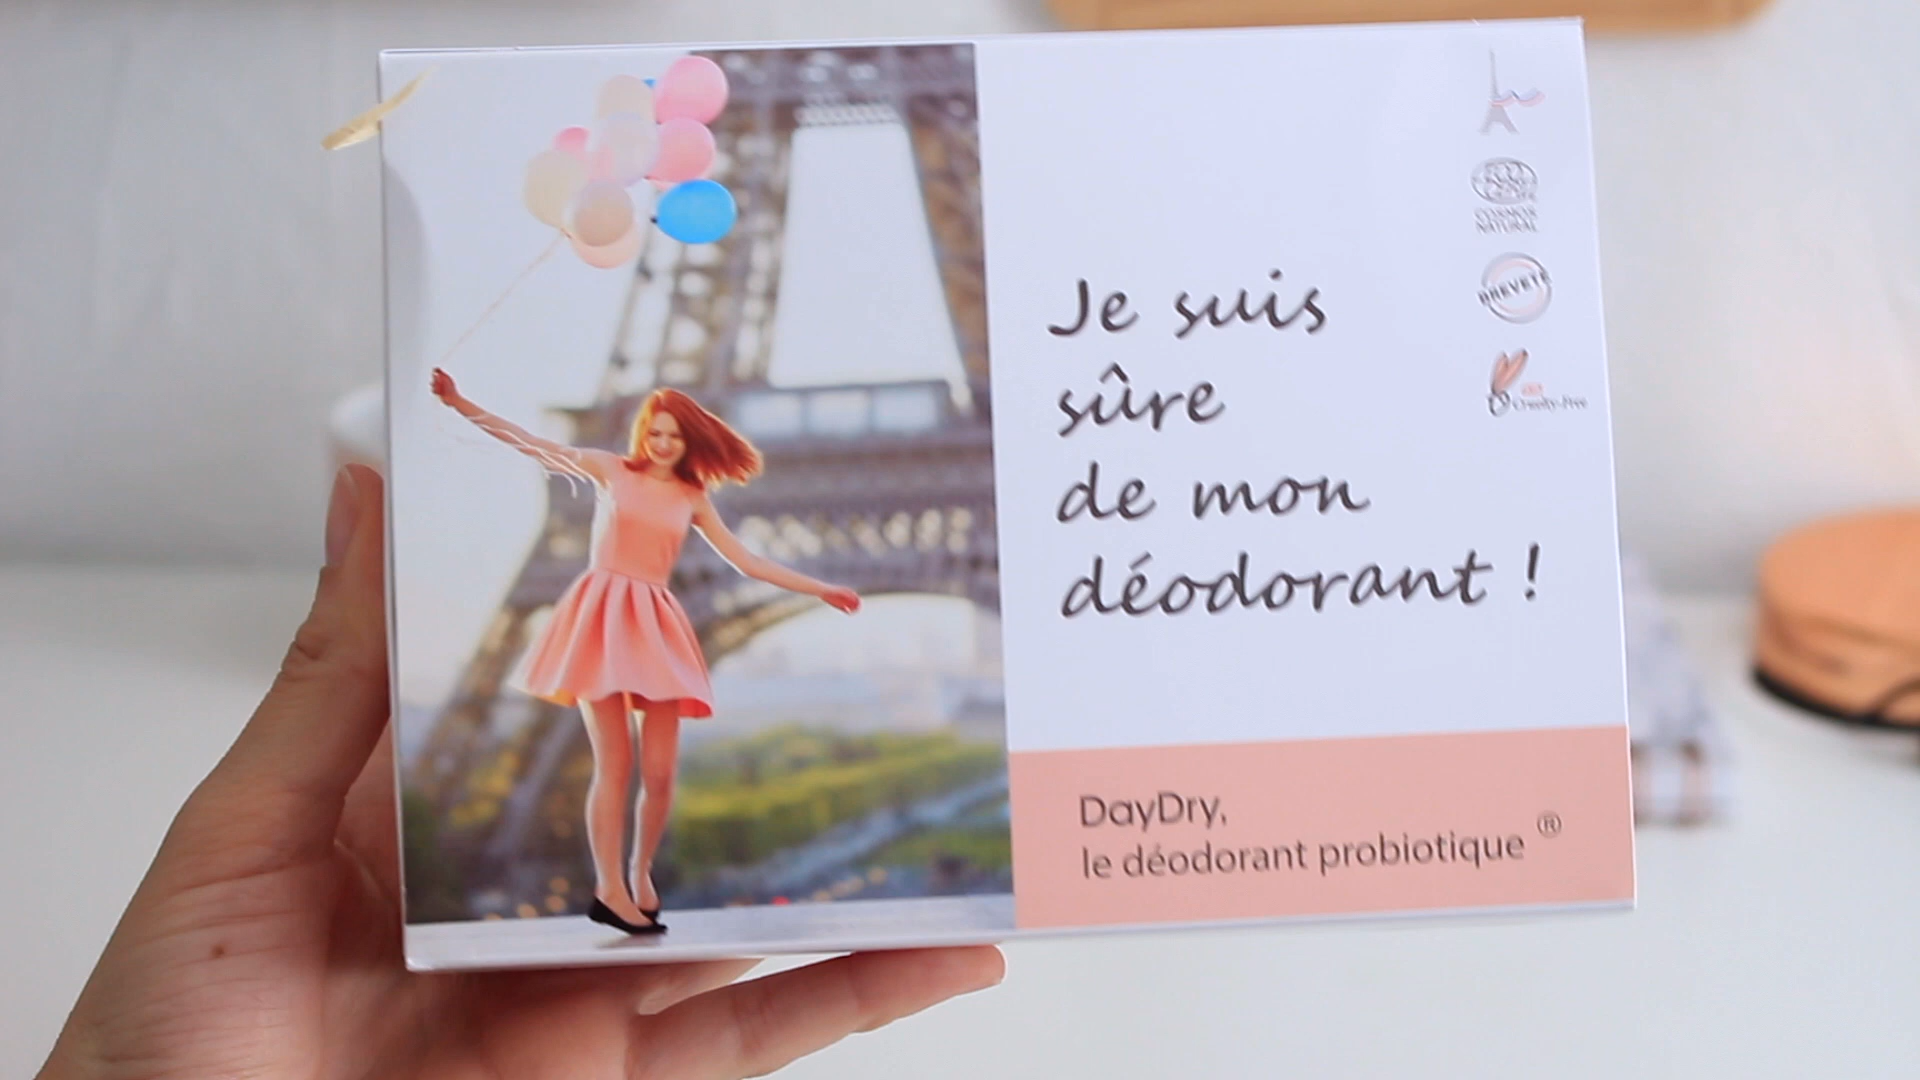 Je suis
sûre
de mon
déodorant !
DayDry,
le déodorant probiotique ®
COSMOS
NATURAL
BREVETÉ
Cruelty-Free